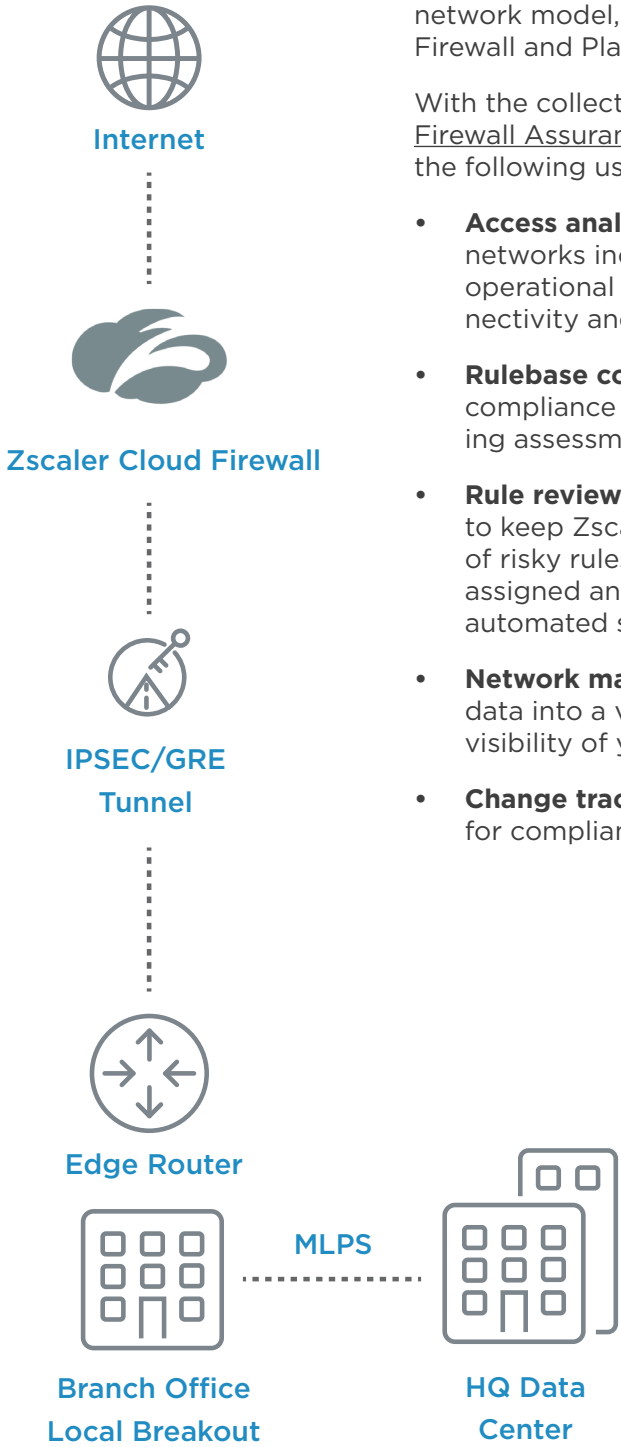 Internet
Zscaler Cloud Firewall
IPSEC/GRE
Tunnel
Edge Router
MLPS
Branch Office
Local Breakout
HQ Data
Center
network model,
Firewall and Pla
With the collect
Firewall Assuran
the following us
• Access anal
networks inc
operational
nectivity and
• Rulebase co
compliance
ing assessm
• Rule review
to keep Zsca
of risky rule
assigned an
automated s
• Network ma
data into a v
visibility of y
• Change trac
for complian